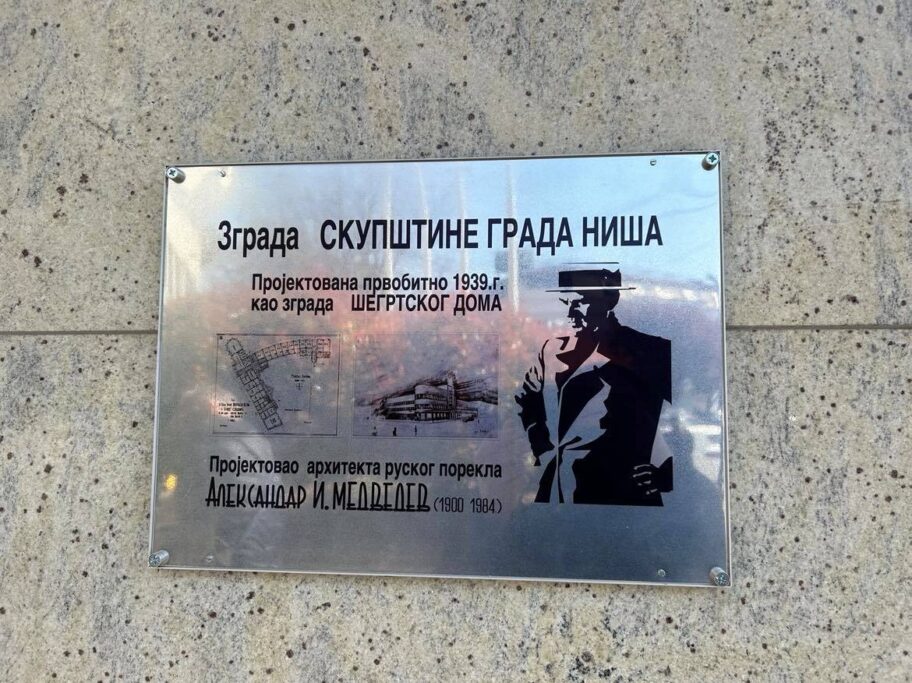 Зграда СКУПШТИНЕ ГРАДА НИША
Пројектована првобитно 1939.г.
као зграда ШЕГРТСКОГ ДОМА
Пројектовао архитекта руског порекла
АЛЕКСАНДАР И. МЕДВЕДЕВ (1900 1984.)